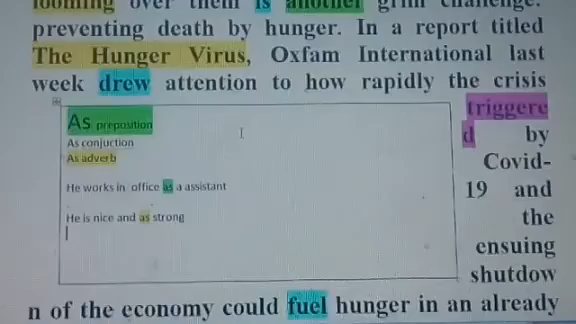 looming over them is another grim challenge:
preventing death by hunger. In a report titled
The Hunger Virus, Oxfam International last
week drew attention to how rapidly the crisis
triggere
d by
Covid-
19 and
the
ensuing
shutdow
n of the economy could fuel hunger in an already
As preposition
As conjuction
As adverb
He works in office as a assistant
He is nice and as strong